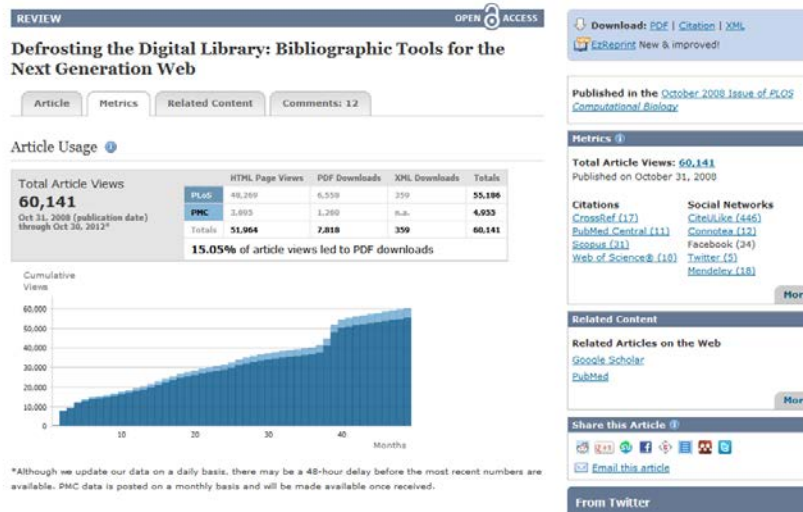 REVIEW
OPEN ACCESS
Defrosting the Digital Library: Bibliographic Tools for the
Next Generation Web
Article Metrics Related Content Comments: 12
Article Usage
Total Article Views
60,141
Oct 31, 2008 (publication date)
through Oct 30, 2012*
HTML Page Views PDF Downloads XML Downloads Totals
PLoS 48,269 6,558 359 55,186
PMC 3,695 1,260 n.a. 4,955
Totals 51,964 7,818 359 60,141
15.05% of article views led to PDF downloads
Cumulative
Views
60,000
50,000
40,000
30,000
20,000
10,000
0
10 20 30 40
Months
*Although we update our data on a daily basis, there may be a 48-hour delay before the most recent numbers are
available. PMC data is posted on a monthly basis and will be made available once received.
Download: PDF | Citation | XML
EzReprint New & improved!
Published in the October 2008 Issue of PLOS
Computational Biology
Metrics
Total Article Views: 60,141
Published on October 31, 2008
Citations
CrossRef (17)
PubMed Central (11)
Scopus (21)
Web of Science® (10)
Social Networks
CiteULike (446)
Connotea (12)
Facebook (34)
Twitter (5)
Mendeley (18)
Mor
Related Content
Related Articles on the Web
Google Scholar
PubMed
Mor
Share this Article
Email this article
From Twitter